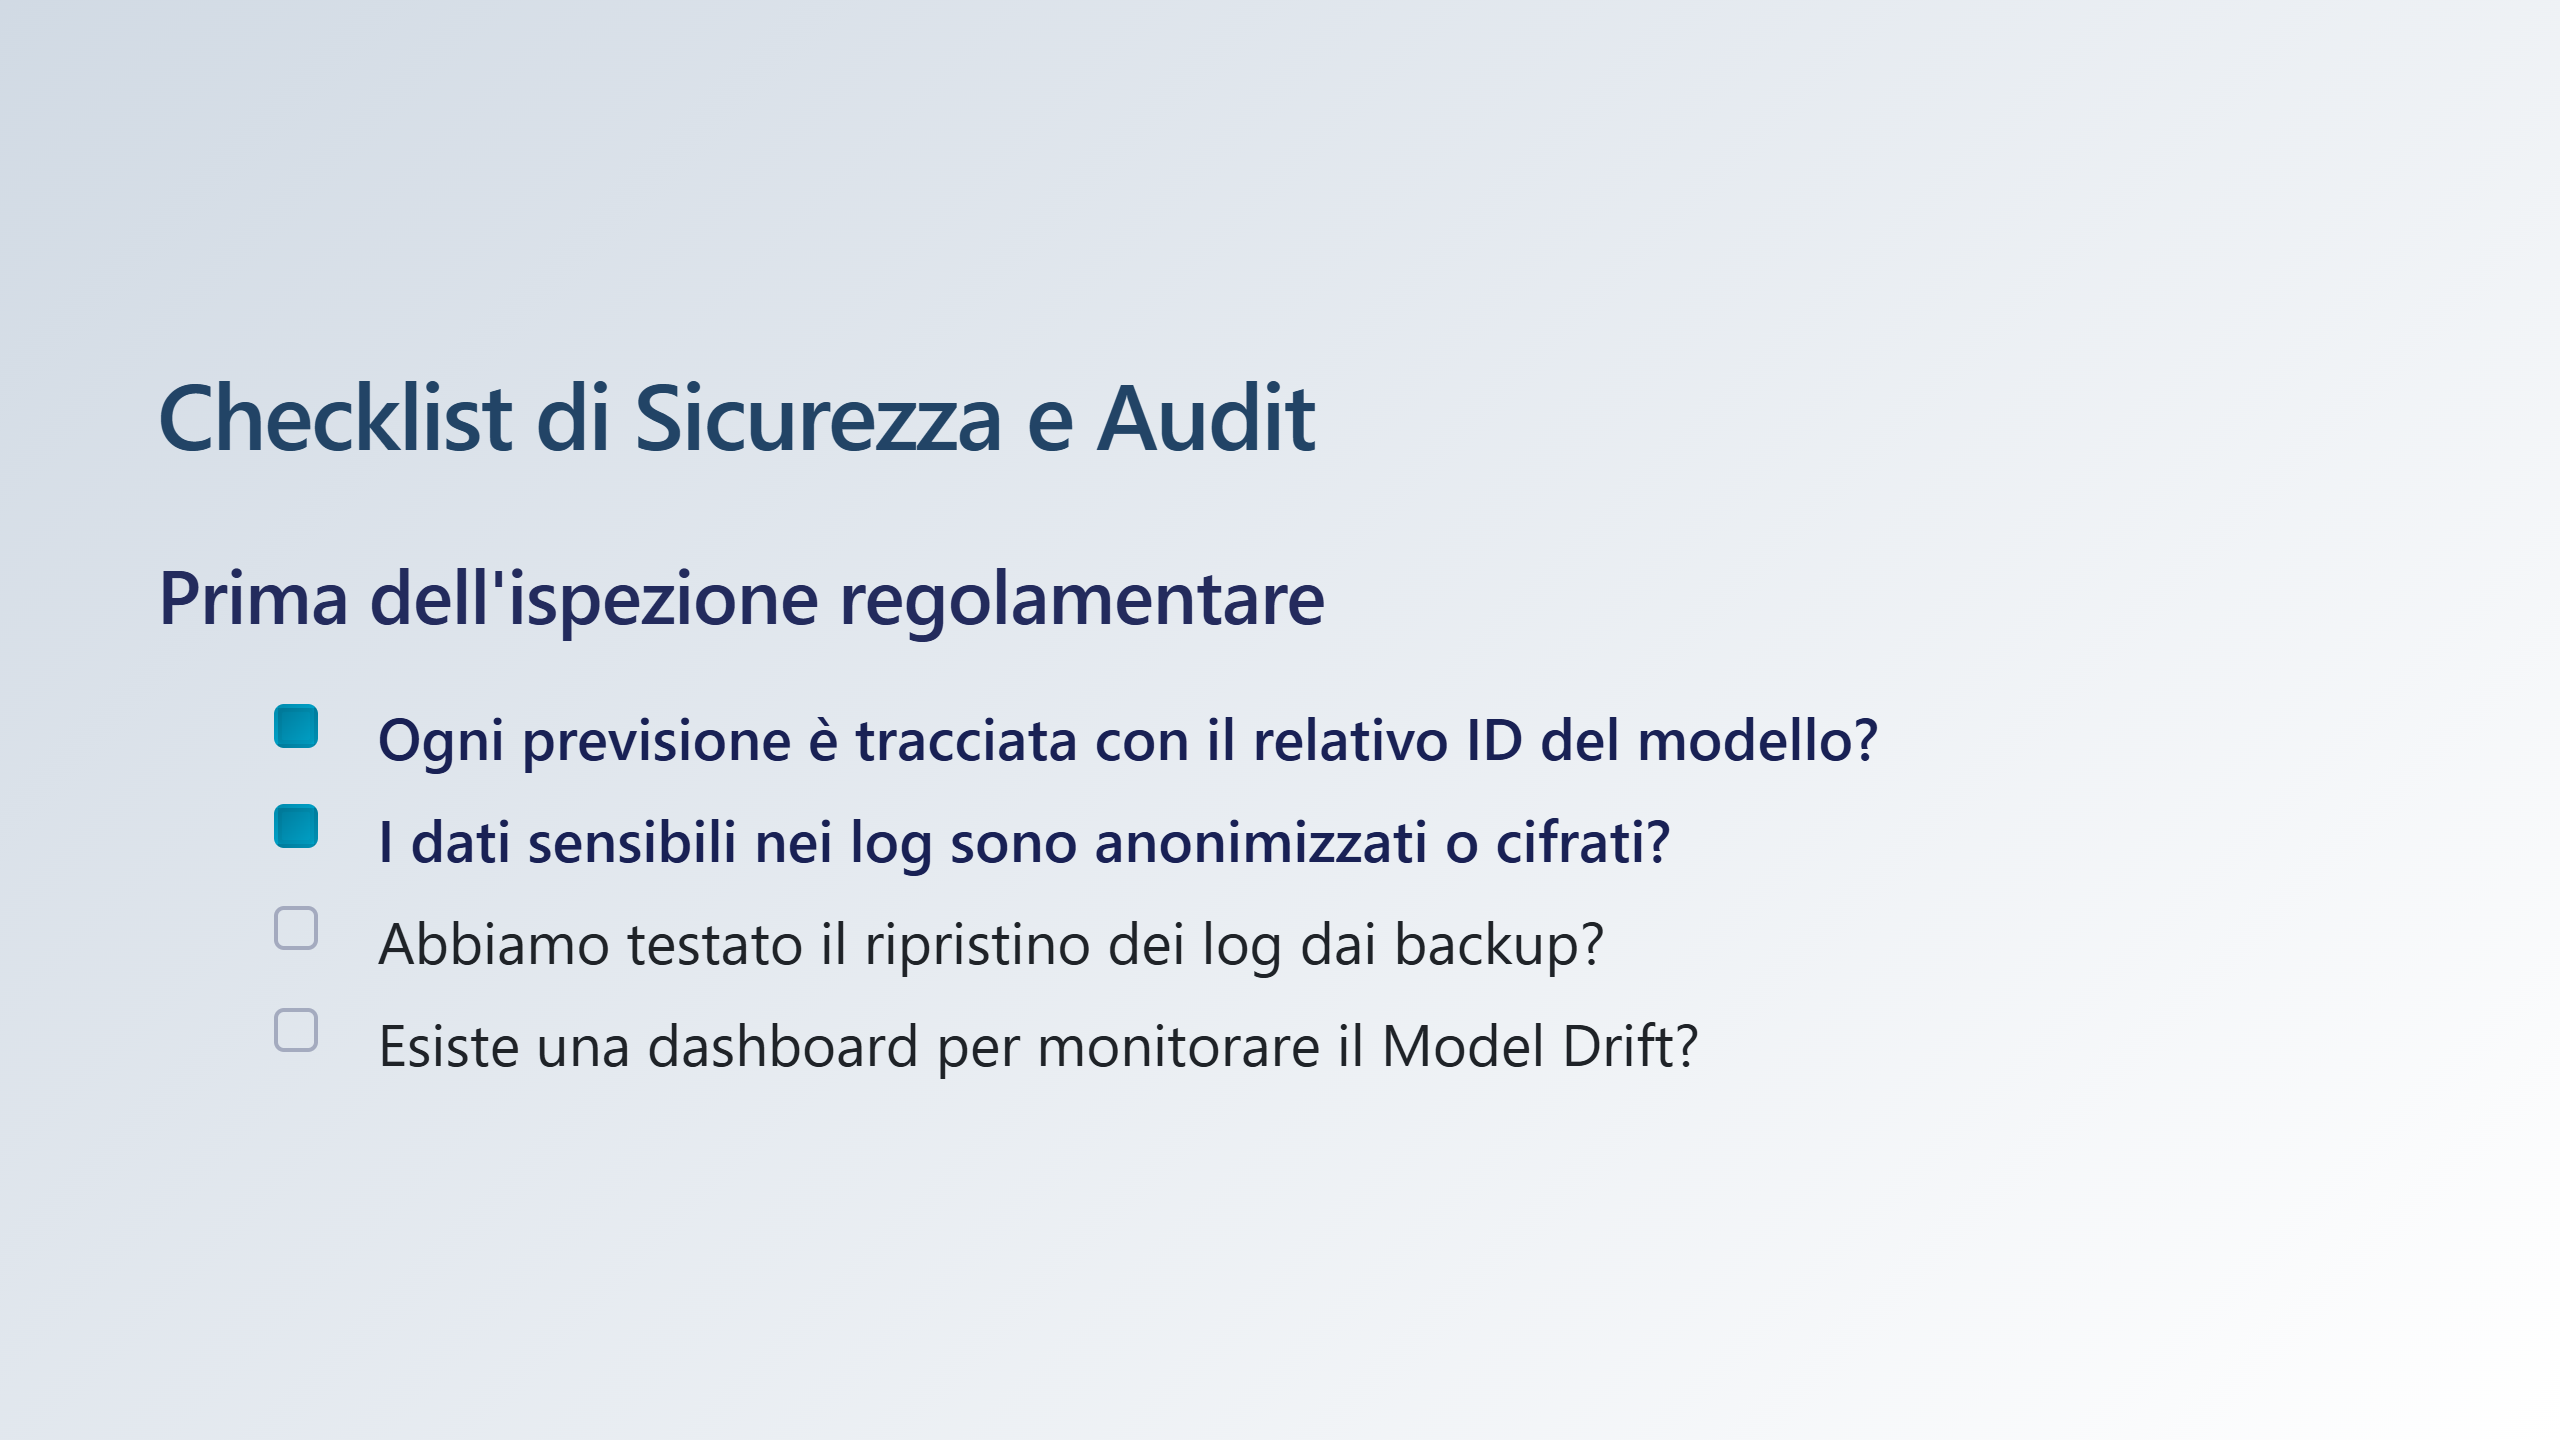 Checklist di Sicurezza e Audit
Prima dell'ispezione regolamentare
Ogni previsione è tracciata con il relativo ID del modello?
I dati sensibili nei log sono anonimizzati o cifrati?
Abbiamo testato il ripristino dei log dai backup?
Esiste una dashboard per monitorare il Model Drift?